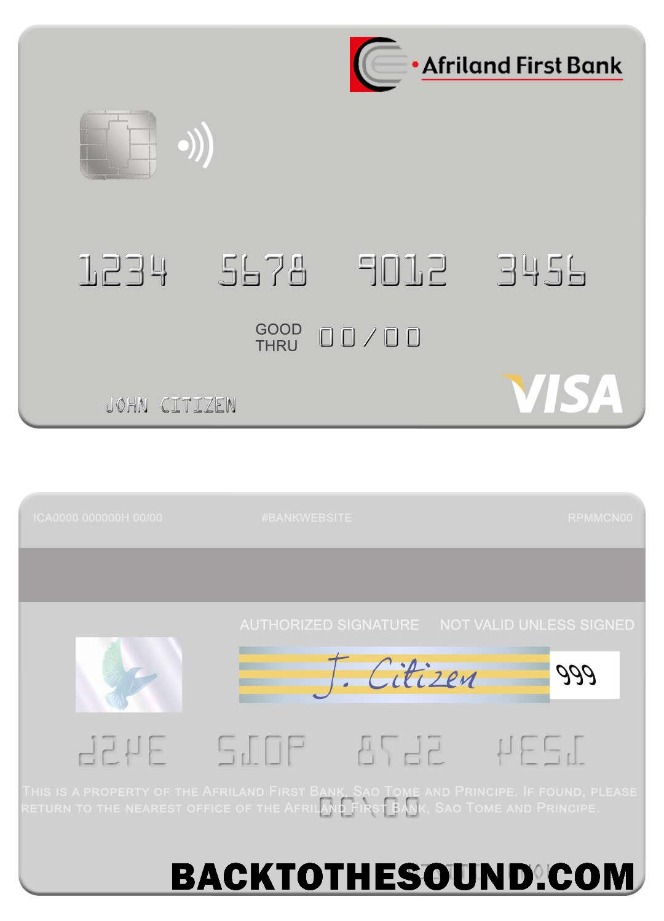 Afriland First Bank
1234 5678 9012 3456
GOOD THRU 00/00
JOHN CITIZEN
VISA
ICA0000 000000H 00/00 #BANKWEBSITE RPMMCN00
AUTHORIZED SIGNATURE NOT VALID UNLESS SIGNED
J. Citizen 999
THIS IS A PROPERTY OF THE AFRILAND FIRST BANK, SAO TOME AND PRINCIPE. IF FOUND, PLEASE
RETURN TO THE NEAREST OFFICE OF THE AFRILAND FIRST BANK, SAO TOME AND PRINCIPE.
BACKTOTHESOUND.COM